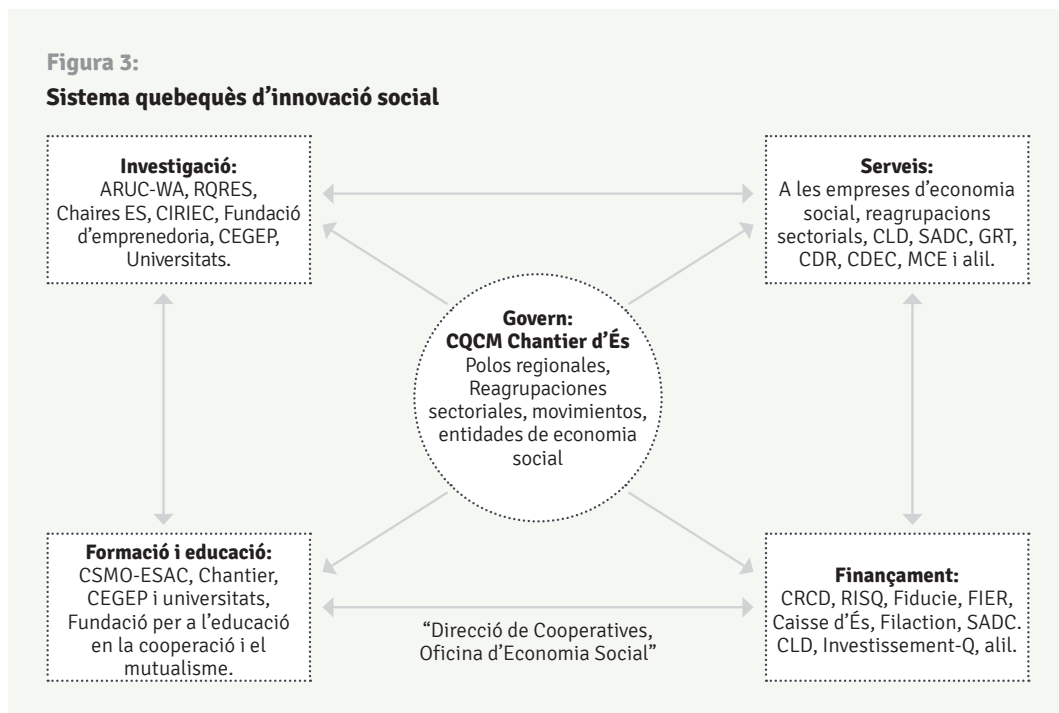 Figura 3:
Sistema quebequès d’innovació social
Investigació:
ARUC-WA, RQRES,
Chaires ES, CIRIEC, Fundació
d’emprenedoria, CEGEP,
Universitats.
Serveis:
A les empreses d’economia
social, reagrupacions
sectorials, CLD, SADC, GRT,
CDR, CDEC, MCE i alil.
Govern:
CQCM Chantier d’És
Polos regionales,
Reagrupaciones
sectoriales, movimientos,
entidades de economia
social
Formació i educació:
CSMO-ESAC, Chantier,
CEGEP i universitats,
Fundació per a l’educació
en la cooperació i el
mutualisme.
“Direcció de Cooperatives,
Oficina d’Economia Social”
Finançament:
CRCD, RISQ, Fiducie, FIER,
Caisse d’És, Filaction, SADC.
CLD, Investissement-Q, alil.